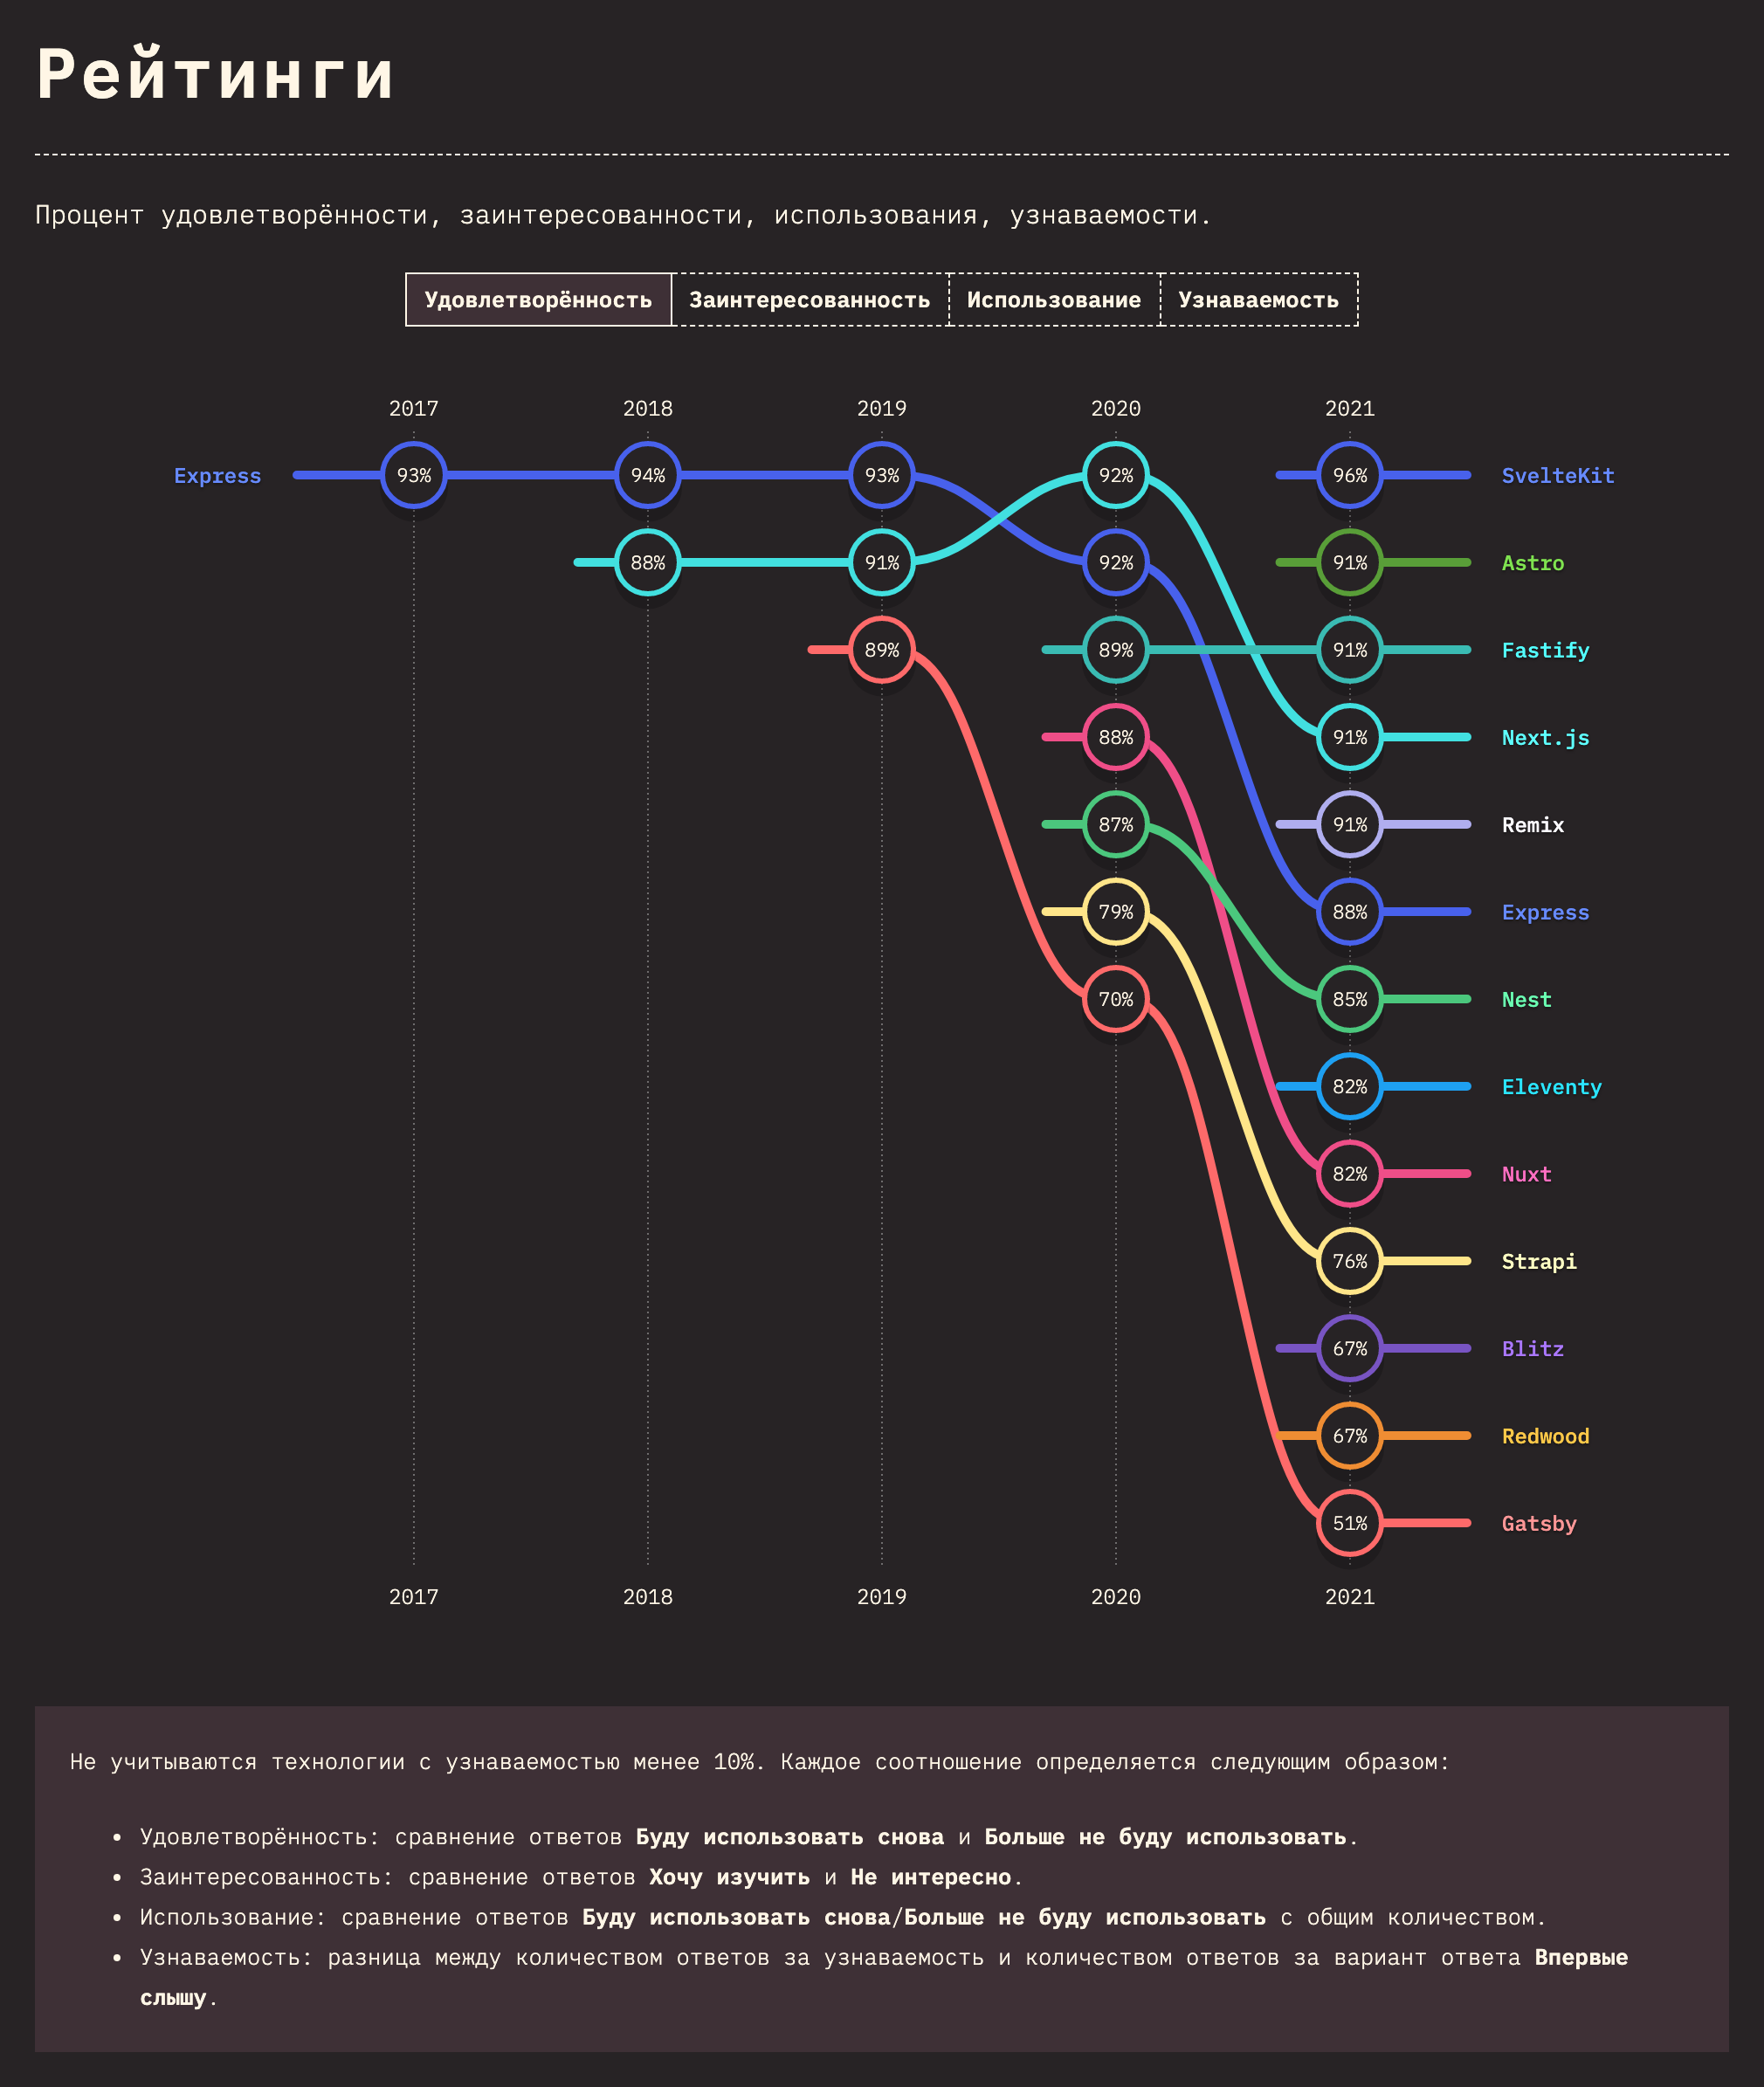 Рейтинги
Процент удовлетворённости, заинтересованности, использования, узнаваемости.
Удовлетворённость Заинтересованность Использование Узнаваемость
2017 2018 2019 2020 2021
Express 93% 94% 93% 92% 96% SvelteKit
88% 91% 92% 91% Astro
89% 89% 91% Fastify
88% 91% Next.js
87% 91% Remix
79% 88% Express
70% 85% Nest
82% Eleventy
82% Nuxt
76% Strapi
67% Blitz
67% Redwood
51% Gatsby
2017 2018 2019 2020 2021
Не учитываются технологии с узнаваемостью менее 10%. Каждое соотношение определяется следующим образом:
• Удовлетворённость: сравнение ответов Буду использовать снова и Больше не буду использовать.
• Заинтересованность: сравнение ответов Хочу изучить и Не интересно.
• Использование: сравнение ответов Буду использовать снова/Больше не буду использовать с общим количеством.
• Узнаваемость: разница между количеством ответов за узнаваемость и количеством ответов за вариант ответа Впервые
слышу.